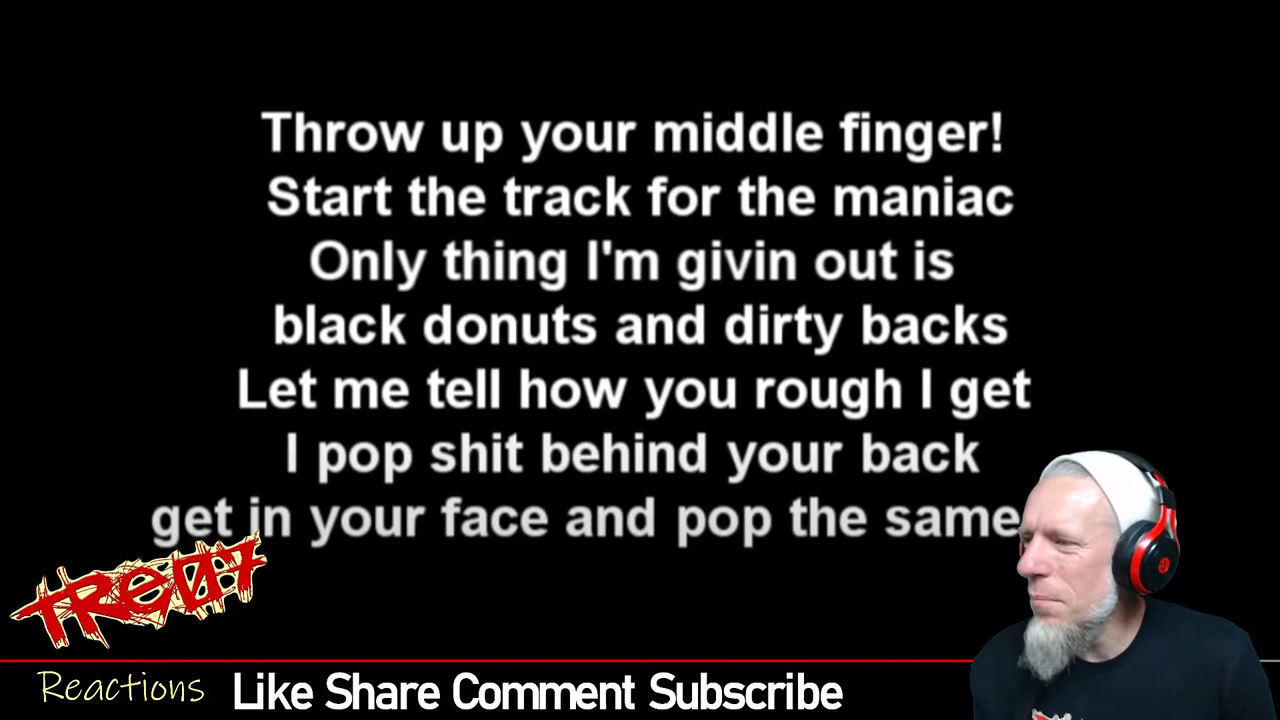 Throw up your middle finger!
Start the track for the maniac
Only thing I'm givin out is
black donuts and dirty backs
Let me tell how you rough I get
I pop shit behind your back
get in your face and pop the same
TRE07
Reactions
Like Share Comment Subscribe